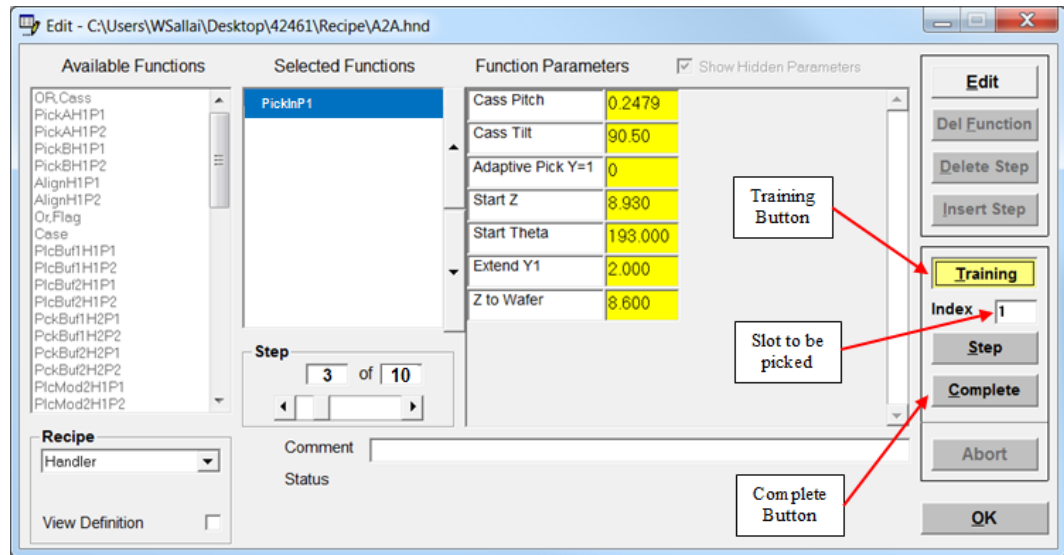 Edit - C:\Users\WSallai\Desktop\42461\Recipe\A2A.hnd
Available Functions
Selected Functions
Function Parameters
Show Hidden Parameters
OR,Cass
PickAH1P1
PickAH1P2
PickBH1P1
PickBH1P2
AlignH1P1
AlignH1P2
Or,Flag
Case
PlcBuf1H1P1
PlcBuf1H1P2
PlcBuf2H1P1
PlcBuf2H1P2
PckBuf1H2P1
PckBuf1H2P2
PckBuf2H2P1
PckBuf2H2P2
PlcMod2H1P1
PlcMod2H1P2
PickInP1
Step
3 of 10
Cass Pitch 0.2479
Cass Tilt 90.50
Adaptive Pick Y=1 0
Start Z 8.930
Start Theta 193.000
Extend Y1 2.000
Z to Wafer 8.600
Training
Button
Slot to be
picked
Complete
Button
Edit
Del Function
Delete Step
Insert Step
Training
Index 1
Step
Complete
Abort
OK
Recipe
Handler
View Definition
Comment
Status